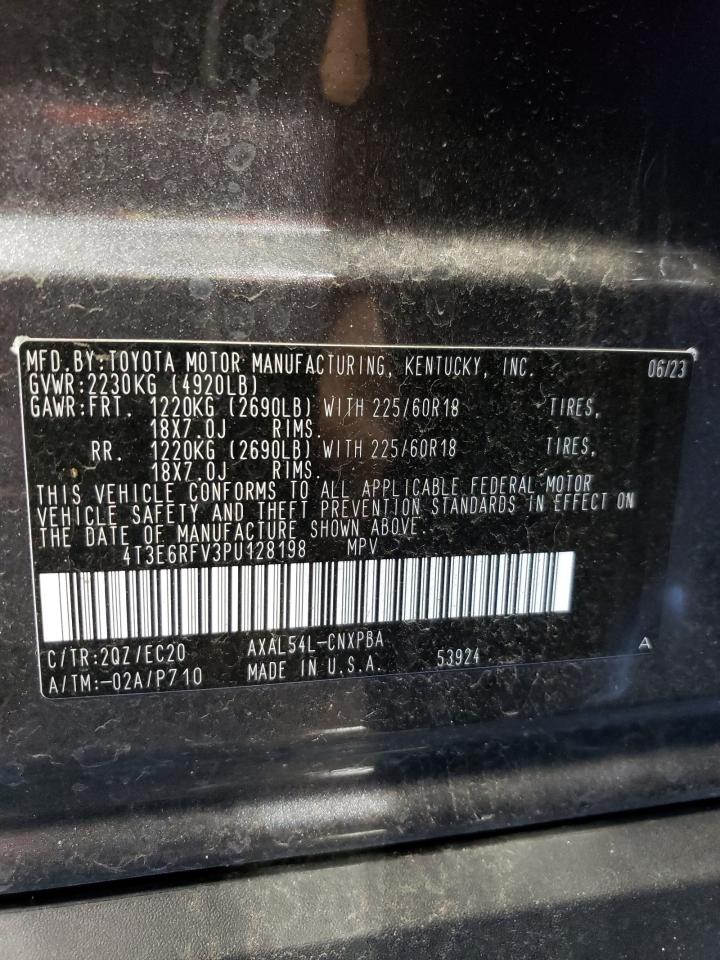 MFD.BY:TOYOTA MOTOR MANUFACTURING, KENTUCKY, INC. 06/23
GVWR:2230KG (4920LB)
GAWR:FRT. 1220KG (2690LB) WITH 225/60R18 TIRES,
18X7.0J RIMS.
RR. 1220KG (2690LB) WITH 225/60R18 TIRES,
18X7.0J RIMS.
THIS VEHICLE CONFORMS TO ALL APPLICABLE FEDERAL MOTOR
VEHICLE SAFETY AND THEFT PREVENTION STANDARDS IN EFFECT ON
THE DATE OF MANUFACTURE SHOWN ABOVE.
4T3E6RFV3PU128198 MPV
C/TR:2QZ/EC20 AXAL54L-CNXPBA A
A/TM:-02A/P710 MADE IN U.S.A. 53924